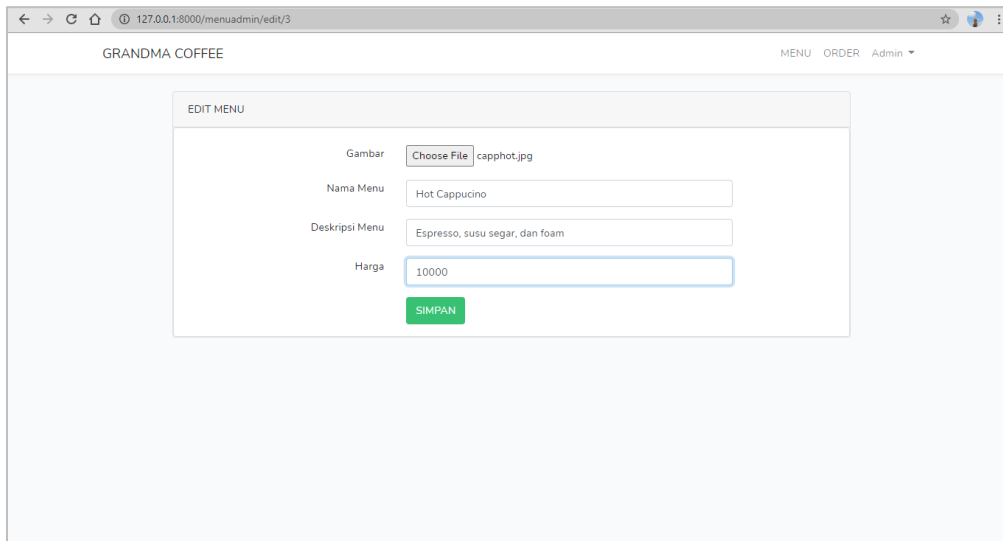 127.0.0.1:8000/menuadmin/edit/3
GRANDMA COFFEE MENU ORDER Admin
EDIT MENU
Gambar Choose File capphot.jpg
Nama Menu Hot Cappucino
Deskripsi Menu Espresso, susu segar, dan foam
Harga 10000
SIMPAN